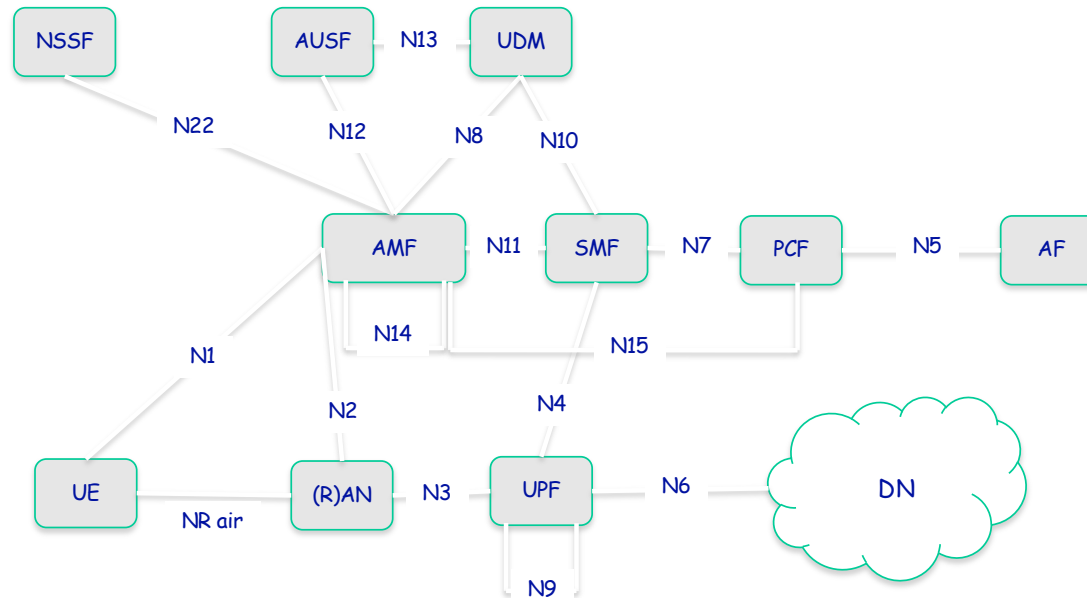 NSSF
AUSF
N13
UDM
N22
N12
N8
N10
AMF
N11
SMF
N7
PCF
N5
AF
N14
N15
N1
N2
N4
UE
NR air
(R)AN
N3
UPF
N6
DN
N9